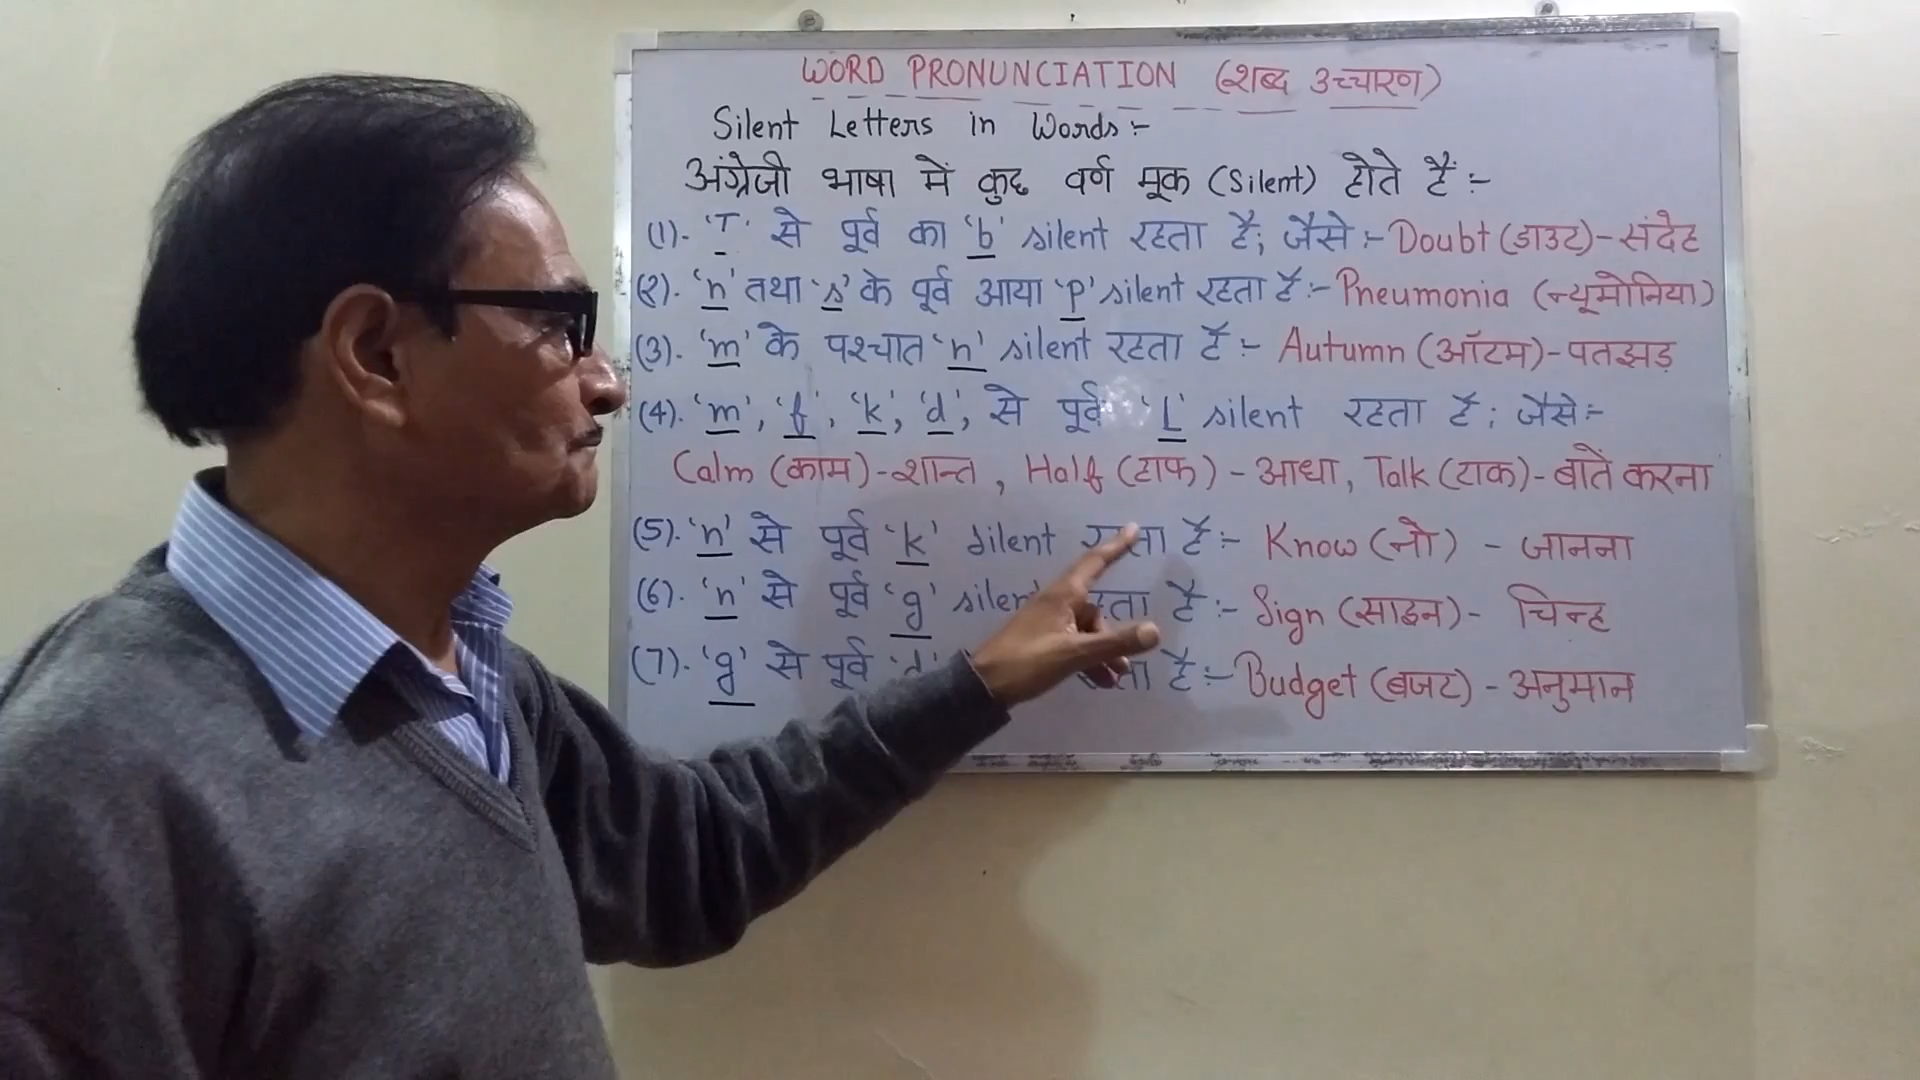 WORD PRONUNCIATION (शब्द उच्चारण)
Silent Letters in Words :-
अंग्रेजी भाषा में कुछ वर्ण मूक (Silent) होते हैं :-
(1). 'T' से पूर्व का 'b' silent रहता है; जैसे :- Doubt (डाउट) - संदेह
(2). 'n' तथा 's' के पूर्व आया 'p' silent रहता है :- Pneumonia (न्यूमोनिया)
(3). 'm' के पश्चात 'n' silent रहता है :- Autumn (ऑटम) - पतझड़
(4). 'm', 'f', 'k', 'd', से पूर्व 'L' silent रहता है; जैसे :-
Calm (काम) - शान्त, Half (हाफ) - आधा, Talk (टाक) - बातें करना
(5). 'n' से पूर्व 'k' silent रहता है :- Know (नो) - जानना
(6). 'n' से पूर्व 'g' silent रहता है :- Sign (साइन) - चिन्ह
(7). 'g' से पूर्व 'd' है :- Budget (बजट) - अनुमान